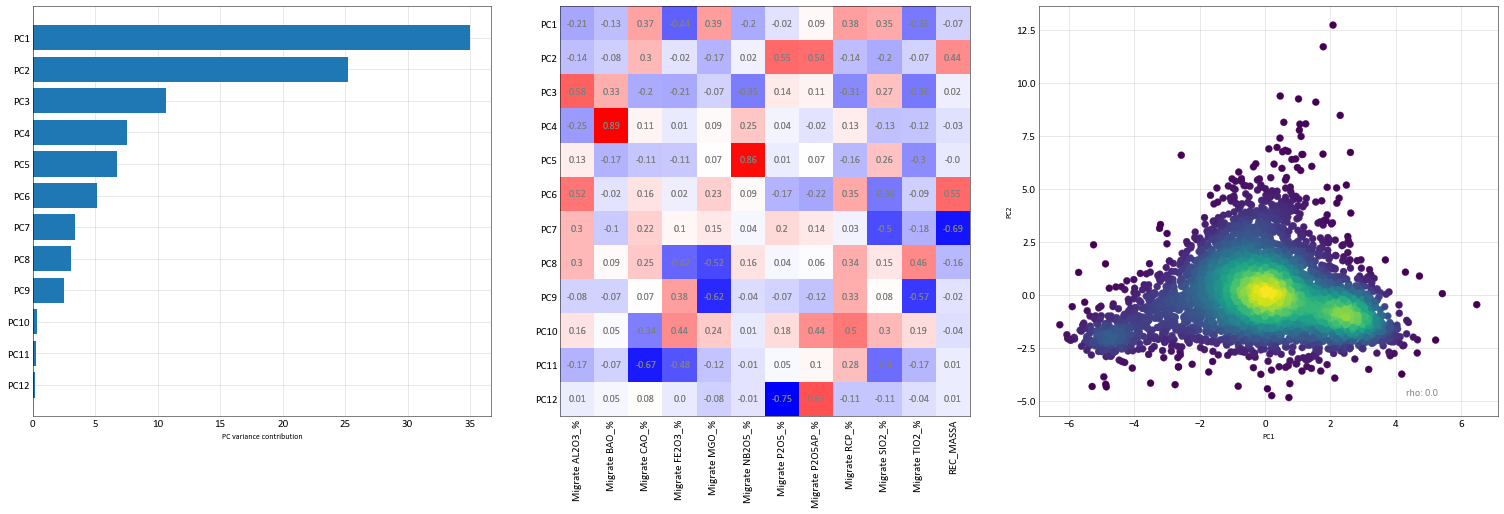 PC1
PC2
PC3
PC4
PC5
PC6
PC7
PC8
PC9
PC10
PC11
PC12
0 5 10 15 20 25 30 35
PC variance contribution
PC1 -0.21 -0.13 0.37 0.39 -0.2 -0.02 0.09 0.38 0.35 -0.07
PC2 -0.14 -0.08 0.3 -0.02 -0.17 0.02 0.55 0.54 -0.14 -0.2 -0.07 0.44
PC3 0.58 0.33 -0.2 -0.21 -0.07 0.14 0.11 -0.31 0.27 0.02
PC4 -0.25 0.89 0.11 0.01 0.09 0.25 0.04 -0.02 0.13 -0.13 -0.12 -0.03
PC5 0.13 -0.17 -0.11 -0.11 0.07 0.86 0.01 0.07 -0.16 0.26 -0.3 -0.0
PC6 0.52 -0.02 0.16 0.02 0.23 0.09 -0.17 -0.22 0.35 -0.09 0.55
PC7 0.3 -0.1 0.22 0.1 0.15 0.04 0.2 0.14 0.03 -0.5 -0.18 -0.69
PC8 0.3 0.09 0.25 -0.52 0.16 0.04 0.06 0.34 0.15 0.46 -0.16
PC9 -0.08 -0.07 0.07 0.38 -0.62 -0.04 -0.07 -0.12 0.33 0.08 -0.57 -0.02
PC10 0.16 0.05 -0.34 0.44 0.24 0.01 0.18 0.44 0.5 0.3 0.19 -0.04
PC11 -0.17 -0.07 -0.67 -0.48 -0.12 -0.01 0.05 0.1 0.28 -0.17 0.01
PC12 0.01 0.05 0.08 0.0 -0.08 -0.01 -0.75 -0.11 -0.11 -0.04 0.01
Migrate AL2O3_%
Migrate BAO_%
Migrate CAO_%
Migrate FE2O3_%
Migrate MGO_%
Migrate NB2O5_%
Migrate P2O5_%
Migrate P2O5AP_%
Migrate RCP_%
Migrate SIO2_%
Migrate TIO2_%
REC_MASSA
12.5
10.0
7.5
5.0
2.5
0.0
−2.5
−5.0
PC2
rho: 0.0
−6 −4 −2 0 2 4 6
PC1